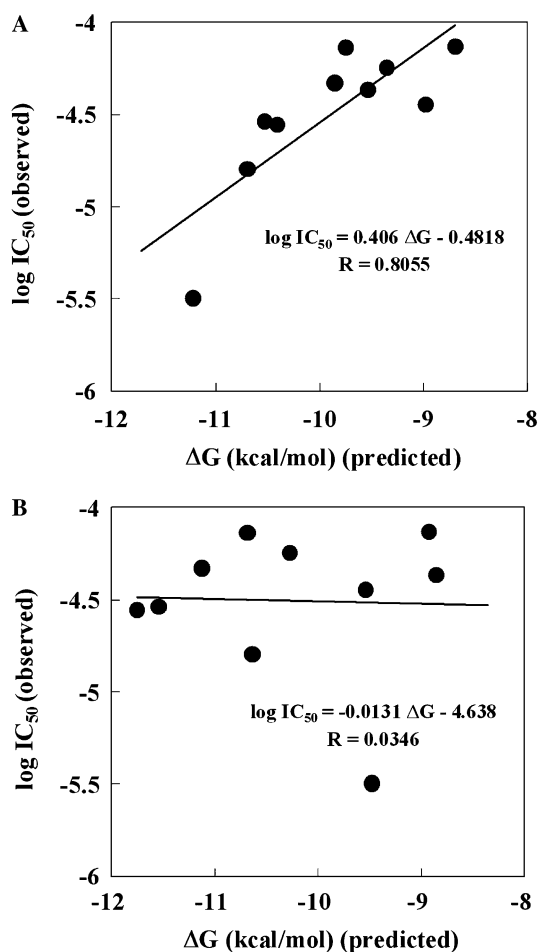 A
-4
-4.5
-5
-5.5
-6
log IC50 (observed)
log IC50 = 0.406 ΔG - 0.4818
R = 0.8055
-12 -11 -10 -9 -8
ΔG (kcal/mol) (predicted)
B
-4
-4.5
-5
-5.5
-6
log IC50 (observed)
log IC50 = -0.0131 ΔG - 4.638
R = 0.0346
-12 -11 -10 -9 -8
ΔG (kcal/mol) (predicted)